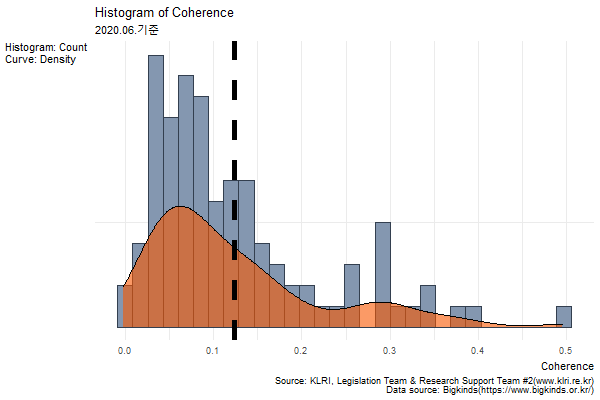 Histogram of Coherence
2020.06.기준
Histogram: Count
Curve: Density
0.0 0.1 0.2 0.3 0.4 0.5
Coherence
Source: KLRI, Legislation Team & Research Support Team #2(www.klri.re.kr)
Data source: Bigkinds(https://www.bigkinds.or.kr/)